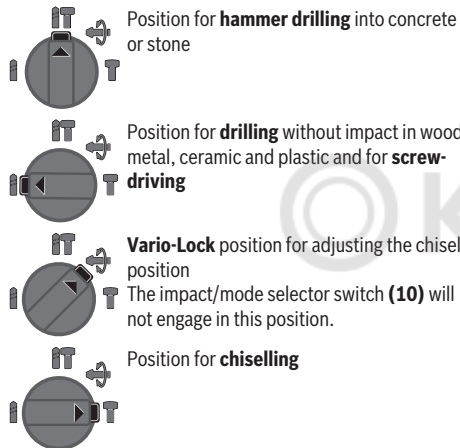 Position for hammer drilling into concrete
or stone
Position for drilling without impact in wood
metal, ceramic and plastic and for screw-
driving
Vario-Lock position for adjusting the chisel
position
The impact/mode selector switch (10) will
not engage in this position.
Position for chiselling